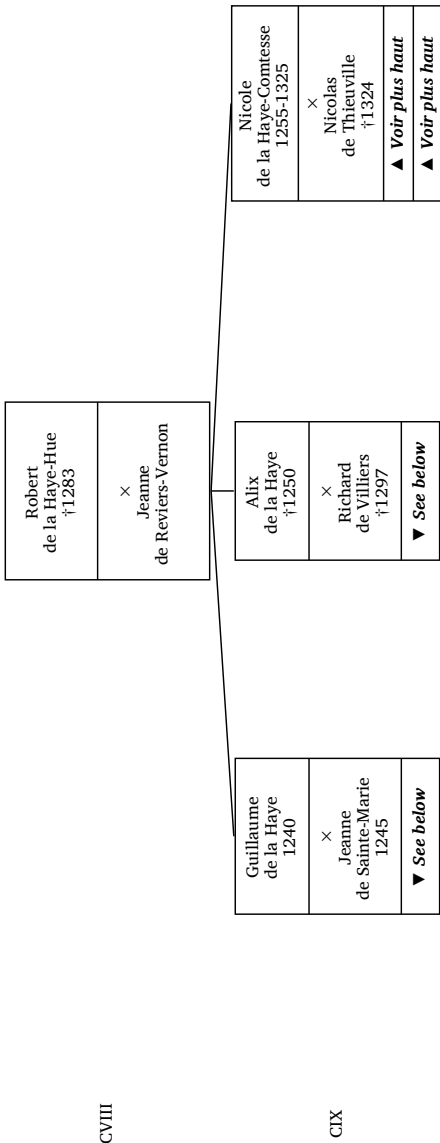 CVIII
Robert
de la Haye-Hue
†1283
×
Jeanne
de Reviers-Vernon
CIX
Guillaume
de la Haye
1240
×
Jeanne
de Sainte-Marie
1245
▼ See below
Alix
de la Haye
†1250
×
Richard
de Villiers
†1297
▼ See below
Nicole
de la Haye-Comtesse
1255-1325
×
Nicolas
de Thieuville
†1324
▲ Voir plus haut
▲ Voir plus haut